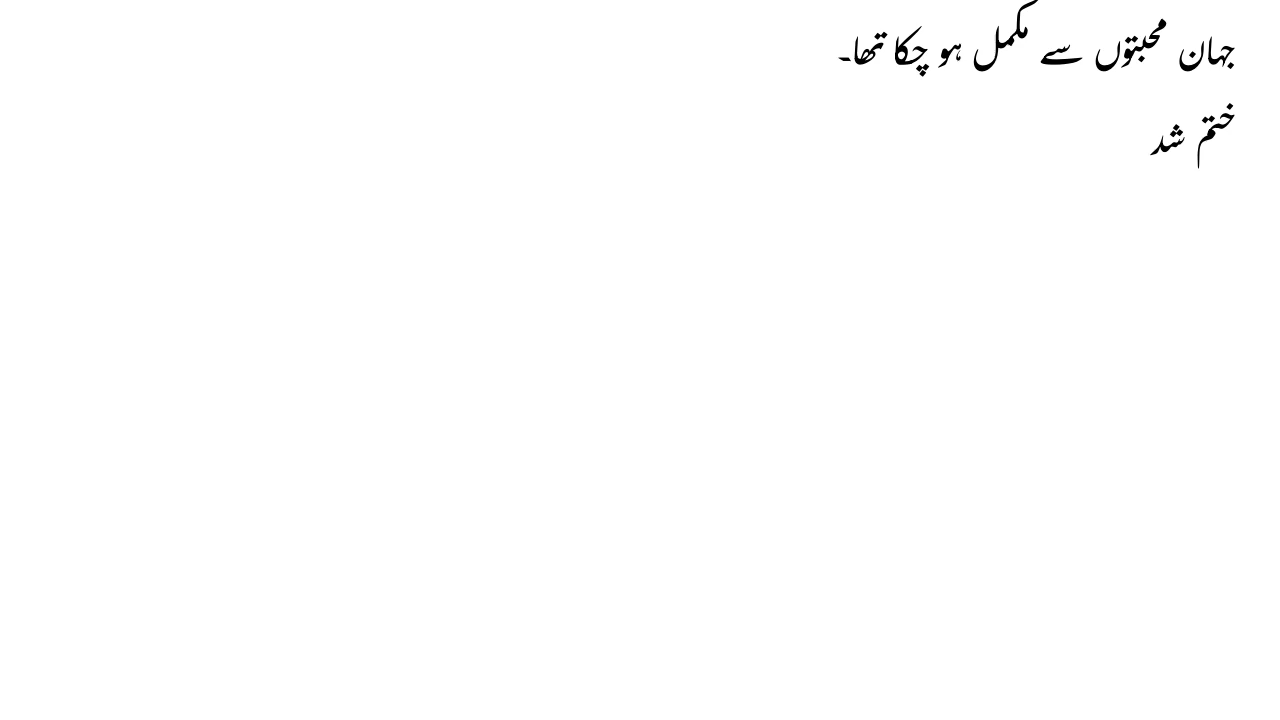 جہان محبتوں سے مکمل ہو چکا تھا۔
ختم شد